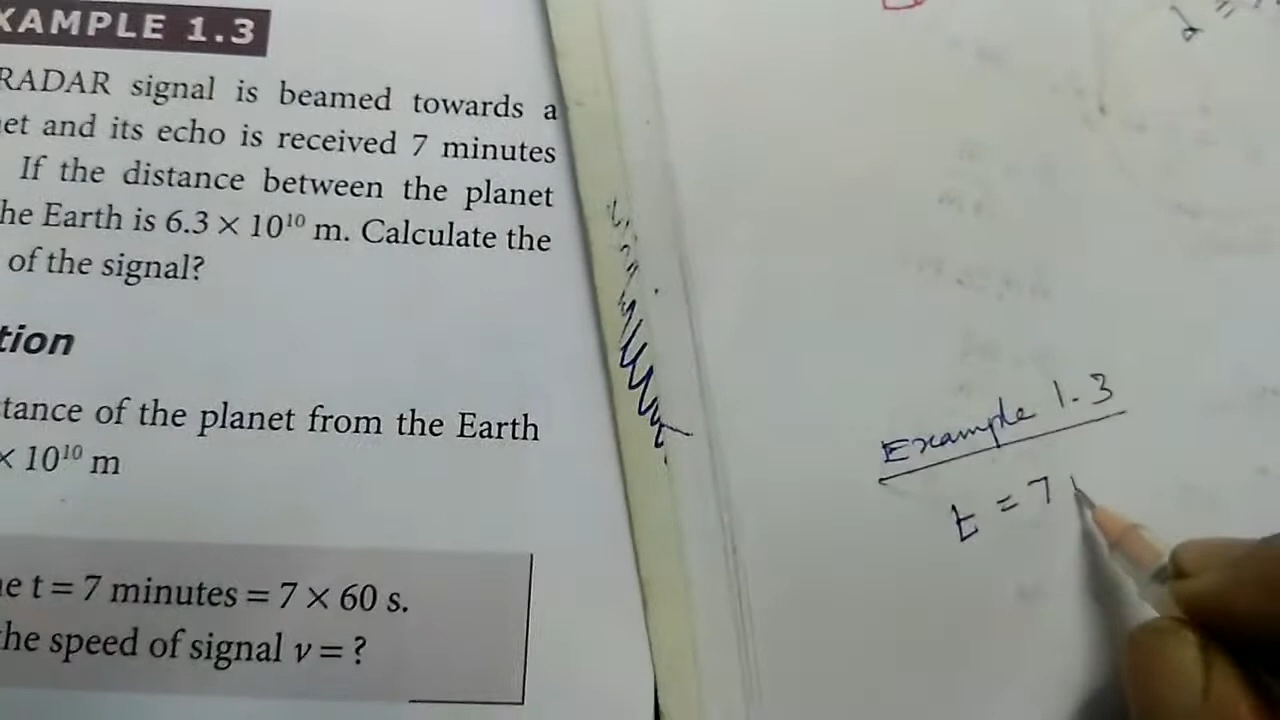 XAMPLE 1.3
RADAR signal is beamed towards a
et and its echo is received 7 minutes
If the distance between the planet
he Earth is 6.3 × 10¹⁰ m. Calculate the
of the signal?
tion
tance of the planet from the Earth
× 10¹⁰ m
e t = 7 minutes = 7 × 60 s.
he speed of signal v = ?
Example 1.3
t = 7